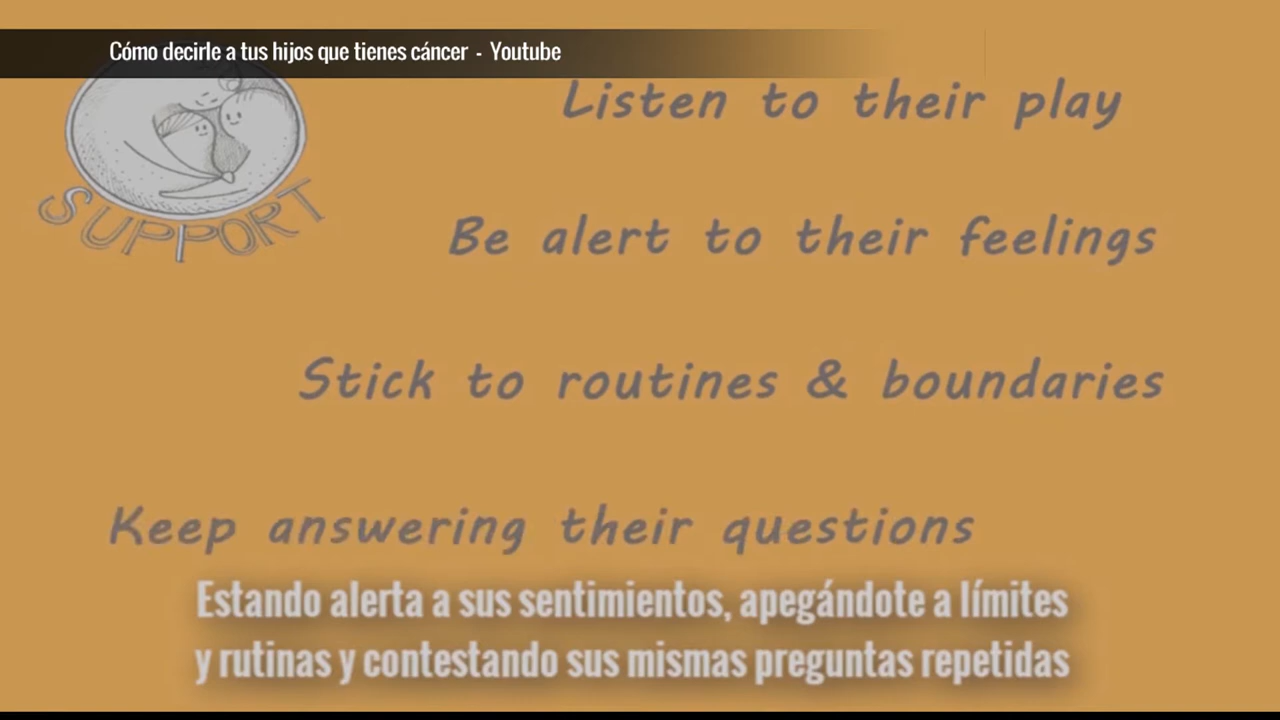 Cómo decirle a tus hijos que tienes cáncer - Youtube
Listen to their play
SUPPORT
Be alert to their feelings
Stick to routines & boundaries
Keep answering their questions
Estando alerta a sus sentimientos, apegándote a límites
y rutinas y contestando sus mismas preguntas repetidas